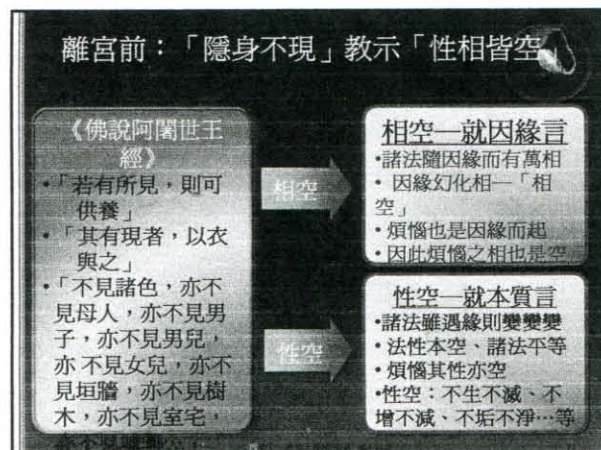 離宮前：「隱身不現」教示「性相皆空」
《佛說阿闍世王
經》
•「若有所見，則可
供養」
•「其有現者，以衣
與之」
•「不見諸色，亦不
見母人，亦不見男
子，亦不見男兒，
亦 不見女兒，亦不
見垣牆，亦不見樹
木，亦不見室宅，
相空
性空
相空—就因緣言
•諸法隨因緣而有萬相
• 因緣幻化相—「相
空」
• 煩惱也是因緣而起
• 因此煩惱之相也是空
性空—就本質言
•諸法雖遇緣則變變變
• 法性本空、諸法平等
• 煩惱其性亦空
•性空：不生不滅、不
增不減、不垢不淨…等